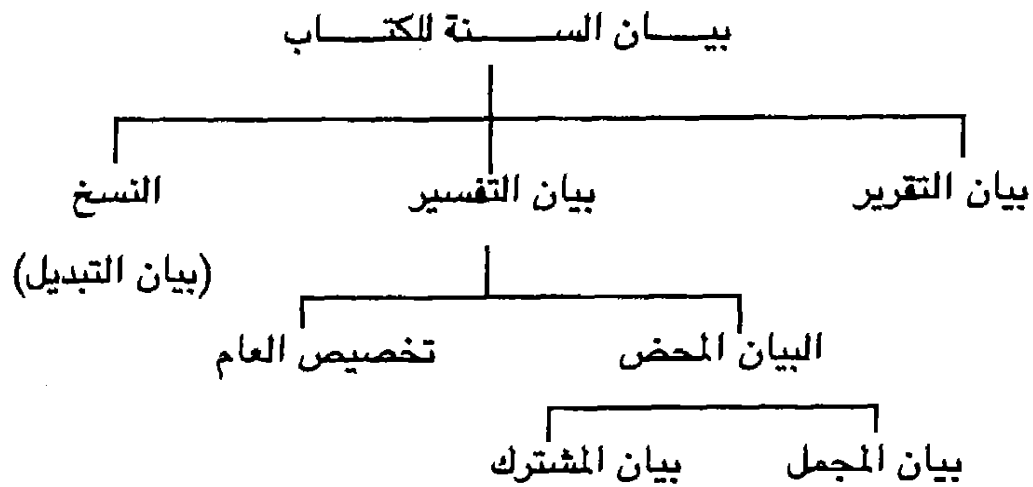 بيان السنة للكتاب
بيان التقرير بيان التفسير النسخ
(بيان التبديل)
البيان المحض تخصيص العام
بيان المجمل بيان المشترك